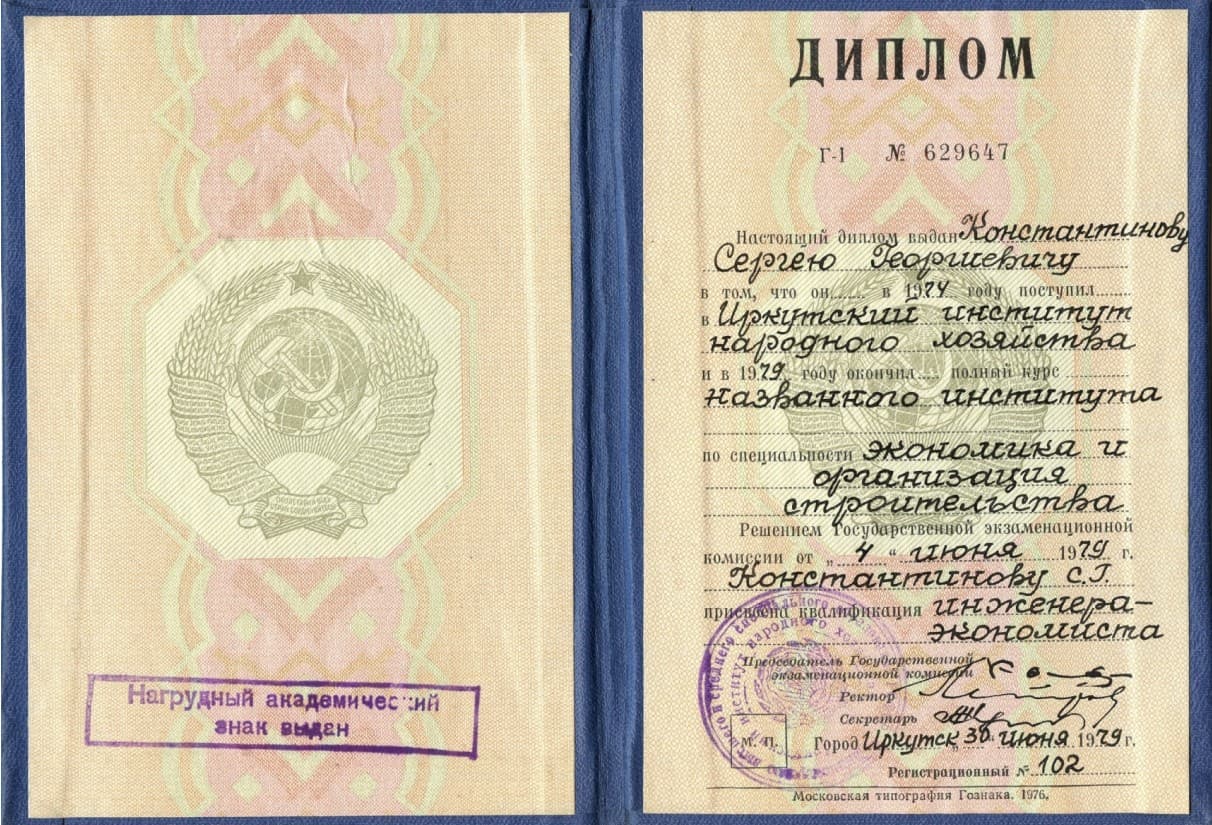 Нагрудный академический
знак выдан
ДИПЛОМ
Г-I № 629647
Настоящий диплом выдан Константинову
Сергею Георгиевичу
в том, что он в 1974 году поступил
в Иркутский институт
народного хозяйства
и в 1979 году окончил полный курс
названного института
по специальности экономика и
организация
строительства
Решением Государственной экзаменационной
комиссии от „ 4 “ июня 1979 г.
Константинову С.Г.
присвоена квалификация инженера-
экономиста
Председатель Государственной
экзаменационной комиссии
Ректор
Секретарь
М. П. Город Иркутск „ 30 июня 1979 г.
Регистрационный № 102
Московская типография Гознака. 1976.